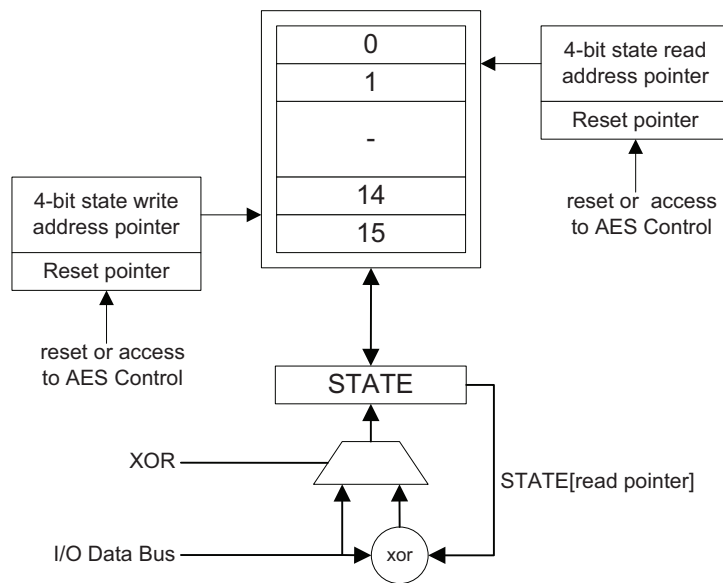 0
1
-
14
15
4-bit state read
address pointer
Reset pointer
reset or access
to AES Control
4-bit state write
address pointer
Reset pointer
reset or access
to AES Control
STATE
XOR
STATE[read pointer]
I/O Data Bus
xor